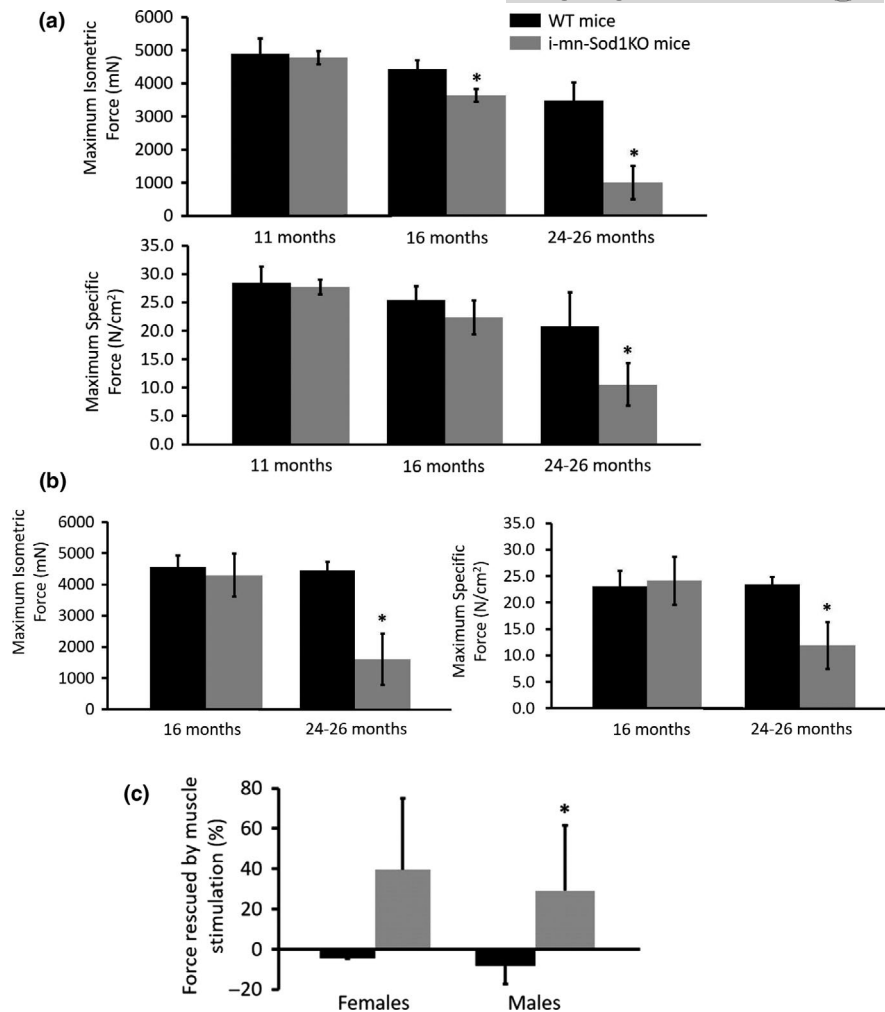 (a)
WT mice
i-mn-Sod1KO mice
Maximum Isometric
Force (mN)
6000
5000
4000
3000
2000
1000
0
*
*
11 months
16 months
24-26 months
Maximum Specific
Force (N/cm²)
35.0
30.0
25.0
20.0
15.0
10.0
5.0
0.0
*
11 months
16 months
24-26 months
(b)
Maximum Isometric
Force (mN)
6000
5000
4000
3000
2000
1000
0
*
16 months
24-26 months
Maximum Specific
Force (N/cm²)
35.0
30.0
25.0
20.0
15.0
10.0
5.0
0.0
*
16 months
24-26 months
(c)
Force rescued by muscle
stimulation (%)
80
60
40
20
0
−20
*
Females
Males